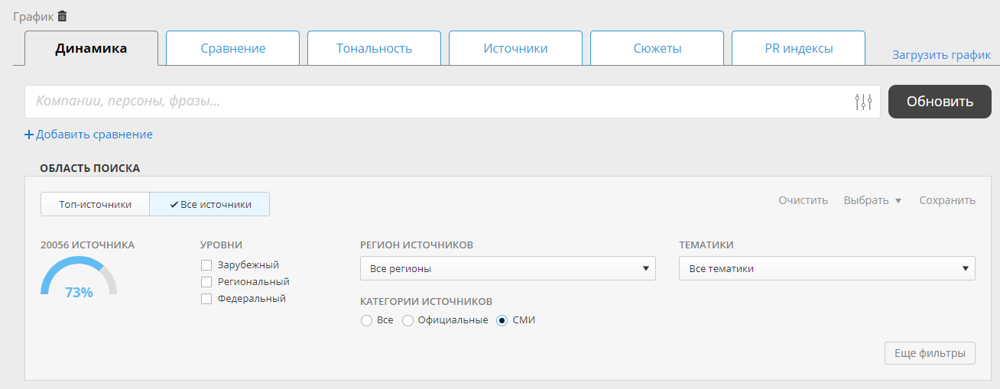 График
Динамика Сравнение Тональность Источники Сюжеты PR индексы Загрузить график
Компании, персоны, фразы... Обновить
Добавить сравнение
ОБЛАСТЬ ПОИСКА
Топ-источники Все источники Очистить Выбрать Сохранить
20056 ИСТОЧНИКА УРОВНИ РЕГИОН ИСТОЧНИКОВ ТЕМАТИКИ
Зарубежный
Все регионы Все тематики
Региональный
73%
Федеральный
КАТЕГОРИИ ИСТОЧНИКОВ
Все Официальные СМИ
Еще фильтры